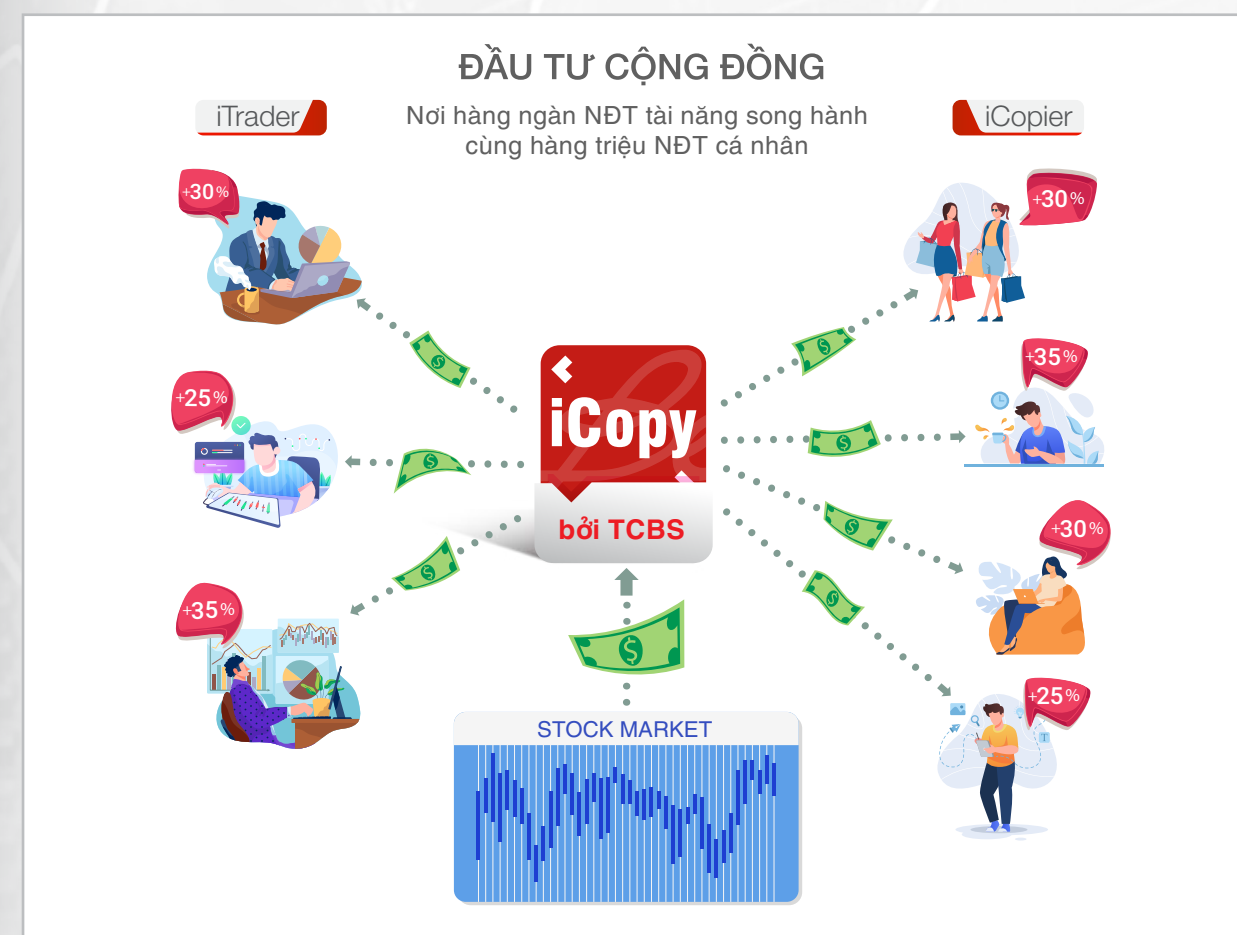 ĐẦU TƯ CỘNG ĐỒNG
Nơi hàng ngàn NĐT tài năng song hành
cùng hàng triệu NĐT cá nhân
iTrader
iCopier
+30%
+25%
+35%
+30%
+35%
+30%
+25%
iCopy
bởi TCBS
STOCK MARKET